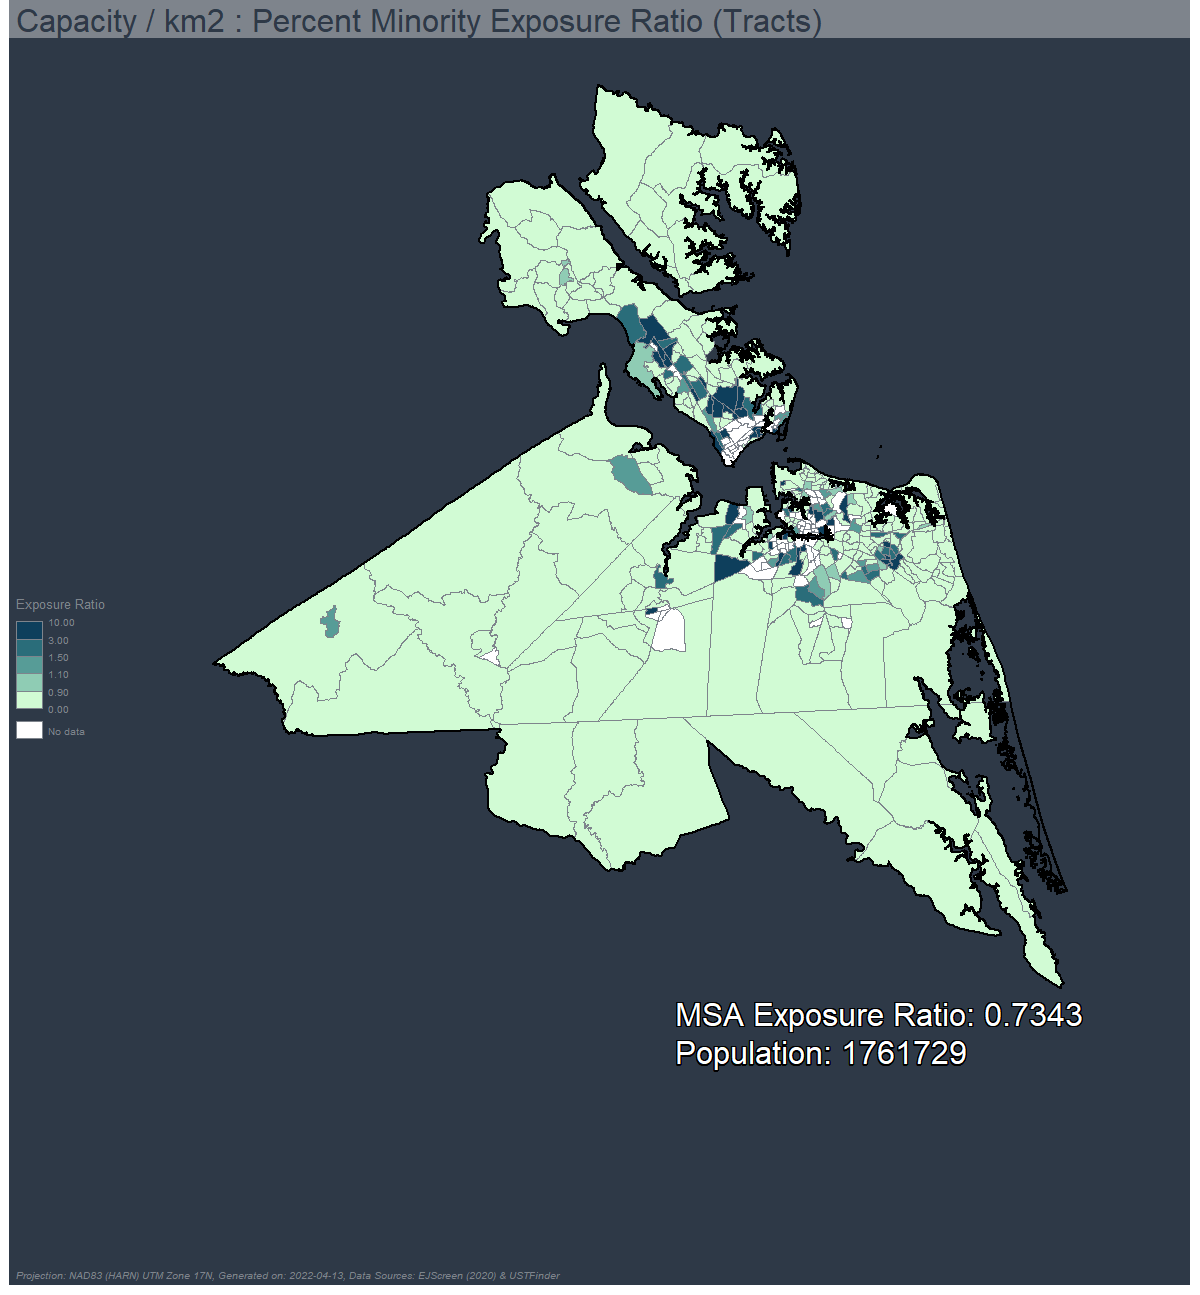 Capacity / km2 : Percent Minority Exposure Ratio (Tracts)
Exposure Ratio
10.00
3.00
1.50
1.10
0.90
0.00
No data
MSA Exposure Ratio: 0.7343
Population: 1761729
Projection: NAD83 (HARN) UTM Zone 17N, Generated on: 2022-04-13, Data Sources: EJScreen (2020) & USTFinder